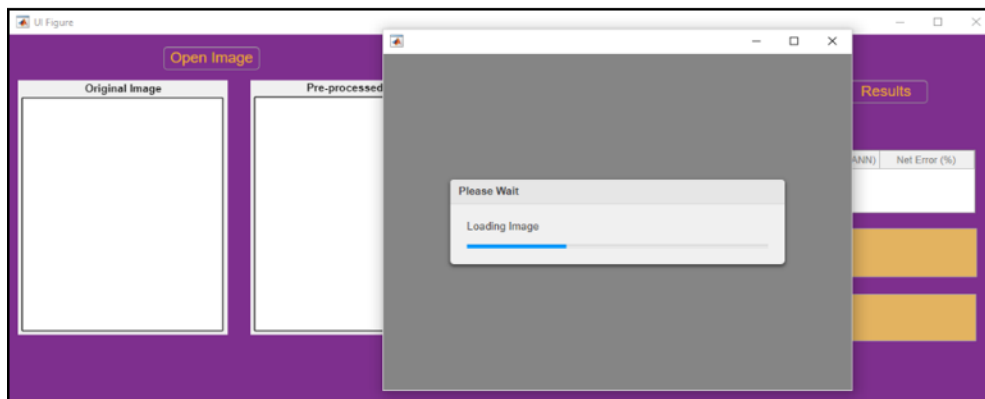 UI Figure
Open Image
Original Image
Pre-processed
Please Wait
Loading Image
Results
ANN)
Net Error (%)